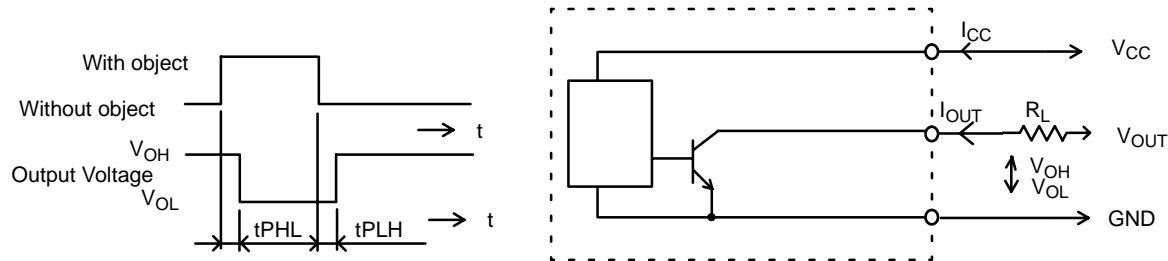 With object
Without object
t
VOH
Output Voltage
VOL
t
tPHL
tPLH
ICC
VCC
IOUT
RL
VOUT
VOH
VOL
GND